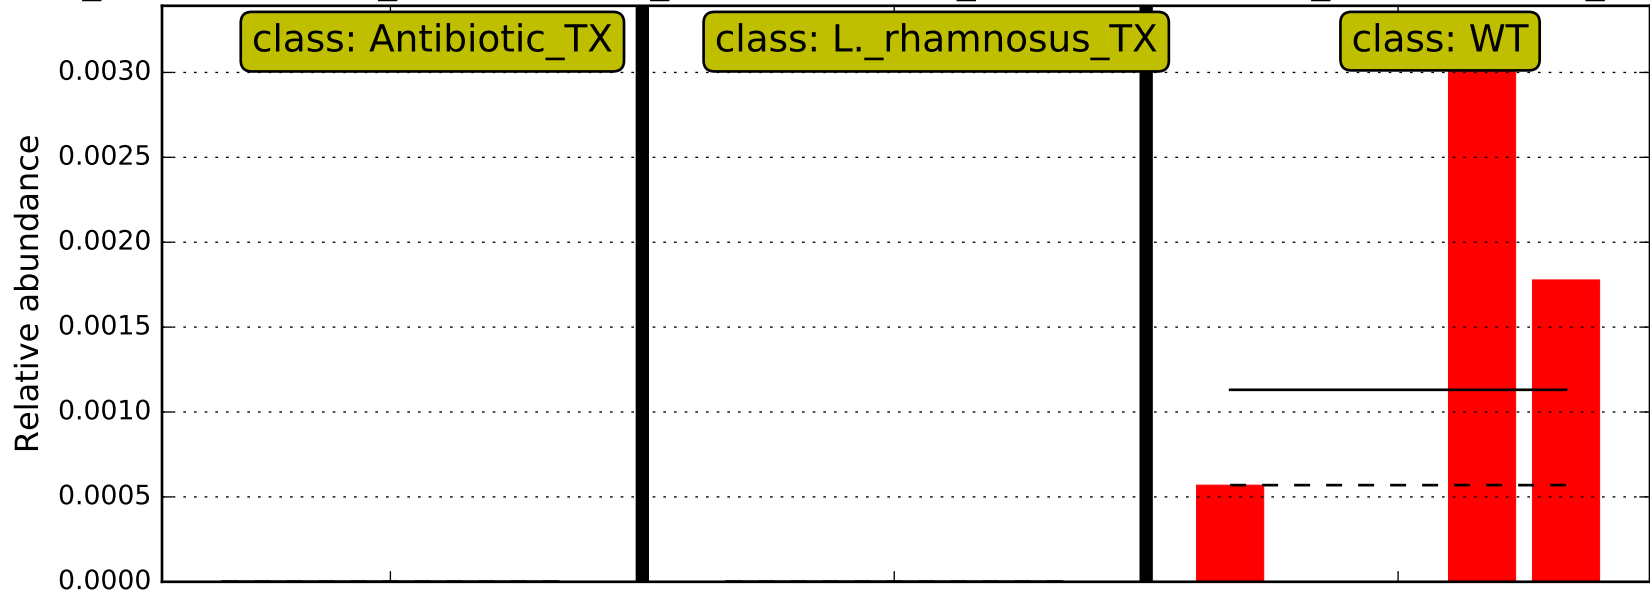 class: Antibiotic_TX
class: L._rhamnosus_TX
class: WT
0.0030
0.0025
0.0020
0.0015
0.0010
0.0005
0.0000
Relative abundance